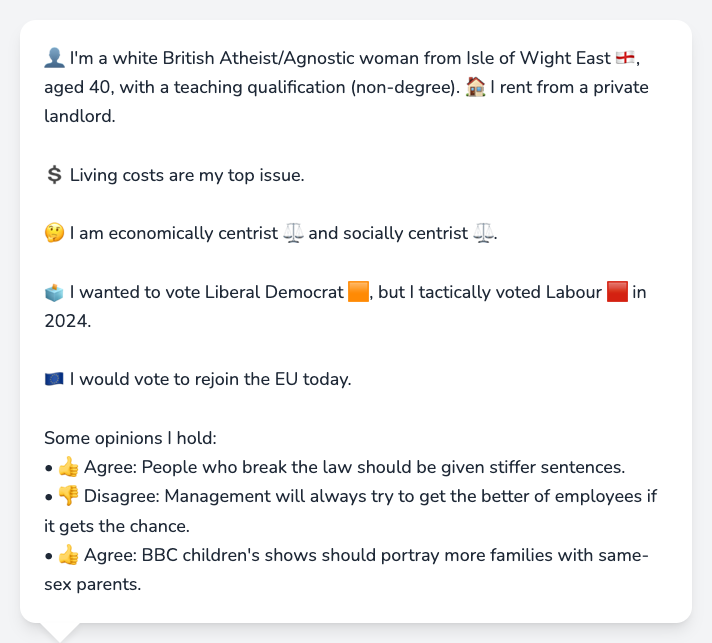 👤 I'm a white British Atheist/Agnostic woman from Isle of Wight East 🏴󠁧󠁢󠁥󠁮󠁧󠁿,
aged 40, with a teaching qualification (non-degree). 🏠 I rent from a private
landlord.
💲 Living costs are my top issue.
🤔 I am economically centrist ⚖️ and socially centrist ⚖️.
🗳️ I wanted to vote Liberal Democrat 🟧, but I tactically voted Labour 🟥 in
2024.
🇪🇺 I would vote to rejoin the EU today.
Some opinions I hold:
• 👍 Agree: People who break the law should be given stiffer sentences.
• 👎 Disagree: Management will always try to get the better of employees if
it gets the chance.
• 👍 Agree: BBC children's shows should portray more families with same-
sex parents.